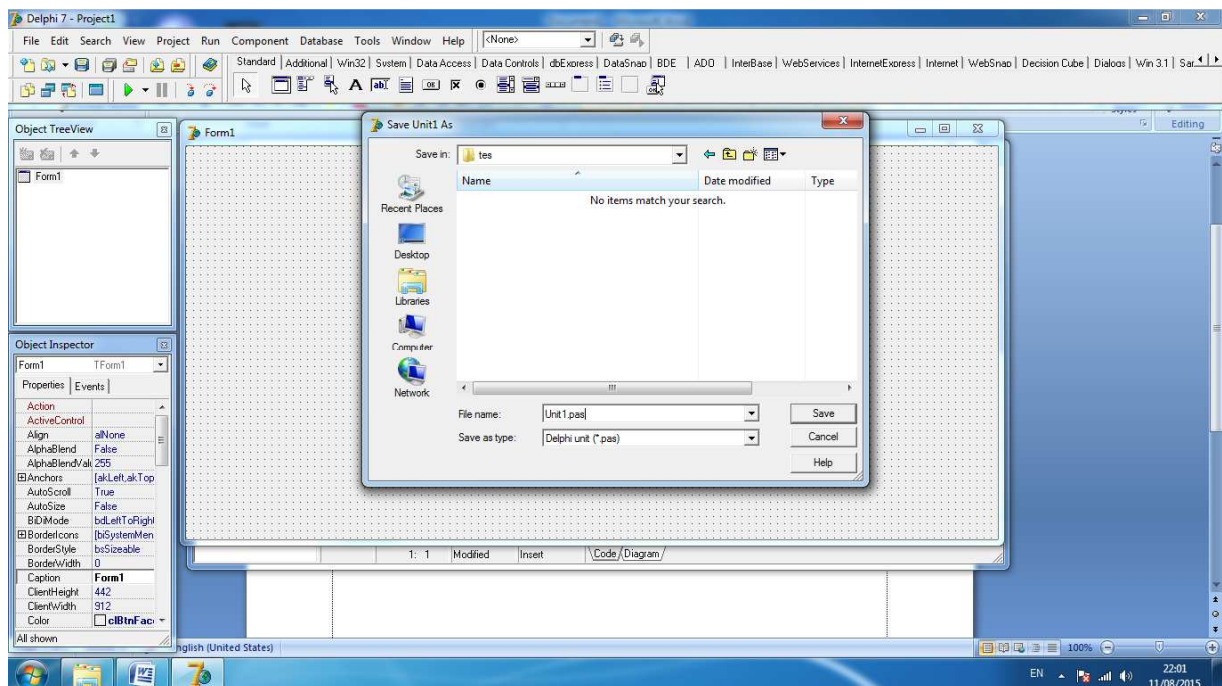 Delphi 7 - Project1
File Edit Search View Project Run Component Database Tools Window Help <None>
Standard Additional Win32 System Data Access Data Controls dbExpress DataSnap BDE ADO InterBase WebServices InternetExpress Internet WebSnap Decision Cube Dialogs Win 3.1 Sar
Object TreeView
Form1
Form1
Save Unit1 As
Save in: tes
Name Date modified Type
No items match your search.
Recent Places
Desktop
Libraries
Computer
Network
File name: Unit1.pas Save
Save as type: Delphi unit (*.pas) Cancel
Help
Editing
Object Inspector
Form1 TForm1
Properties Events
Action
ActiveControl
Align alNone
AlphaBlend False
AlphaBlendVal 255
Anchors [akLeft,akTop
AutoScroll True
AutoSize False
BiDiMode bdLeftToRight
BorderIcons [biSystemMen
BorderStyle bsSizeable
BorderWidth 0
Caption Form1
ClientHeight 442
ClientWidth 912
Color clBtnFac
All shown
1: 1 Modified Insert Code Diagram
nglish (United States) 100%
EN 22:01
11/08/2015